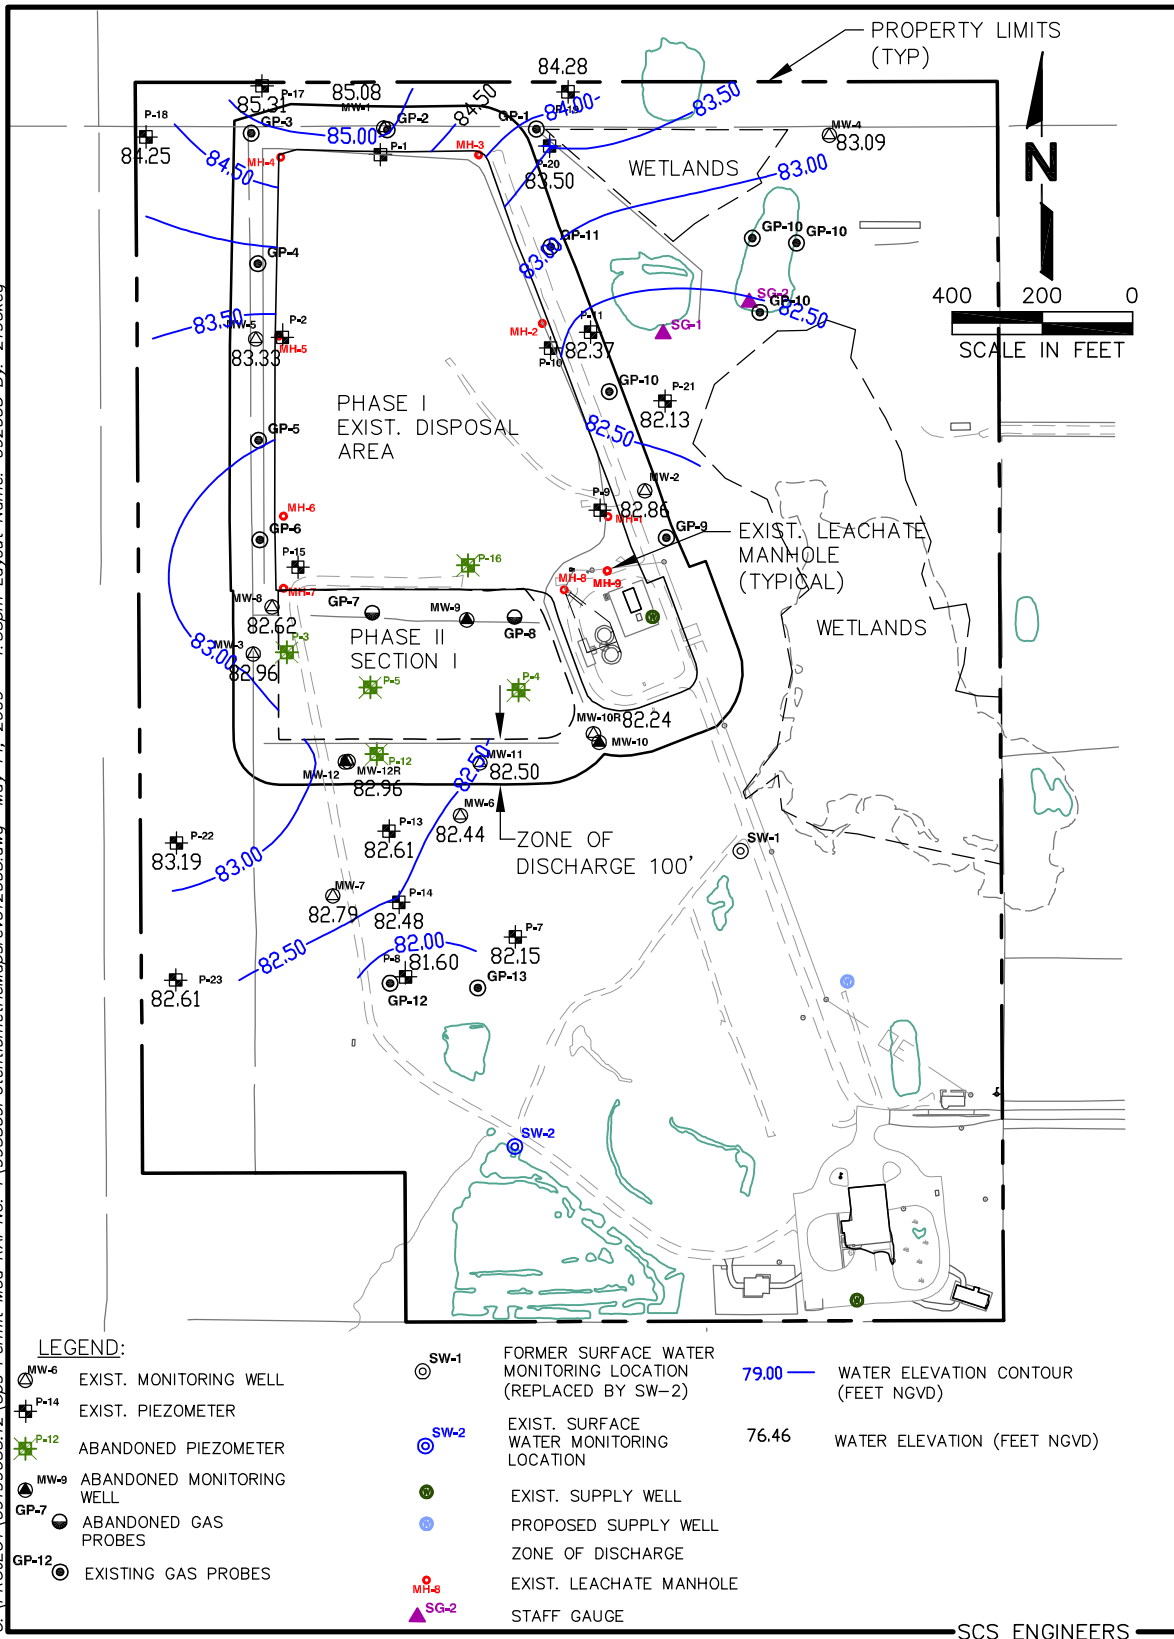 PROPERTY LIMITS
(TYP)
84.28
P-17
85.31
85.08
MW-1
84.50
84.00
P-19
83.50
P-18
84.25
GP-3
GP-2
GP-1
85.00
P-1
MH-4
MH-3
P-20
83.50
WETLANDS
MW-4
83.09
N
84.50
83.00
GP-4
GP-11
83.00
GP-10
GP-10
SG-2
GP-10
82.50
400 200 0
SCALE IN FEET
83.50
MW-5
83.33
P-2
MH-5
MH-2
P-10
P-11
82.37
SG-1
PHASE I
EXIST. DISPOSAL
AREA
GP-10
P-21
82.13
GP-5
82.50
MW-2
82.86
P-9
MH-1
MH-6
GP-6
GP-9
EXIST. LEACHATE
MANHOLE
(TYPICAL)
P-15
P-16
MH-7
MH-8
MH-9
MW-8
82.62
GP-7
MW-9
GP-8
WETLANDS
PHASE II
SECTION I
P-3
MW-3
82.96
83.00
P-5
P-4
MW-10R
82.24
MW-10
P-12
MW-12
MW-12R
82.96
82.50
MW-11
82.50
MW-6
82.44
P-13
82.61
ZONE OF
DISCHARGE 100'
SW-1
P-22
83.19
83.00
MW-7
82.79
P-14
82.48
P-7
82.15
82.00
82.50
P-8
81.60
P-23
82.61
GP-12
GP-13
SW-2
LEGEND:
MW-6
EXIST. MONITORING WELL
P-14
EXIST. PIEZOMETER
P-12
ABANDONED PIEZOMETER
MW-9
ABANDONED MONITORING
WELL
GP-7
ABANDONED GAS
PROBES
GP-12
EXISTING GAS PROBES
SW-1
FORMER SURFACE WATER
MONITORING LOCATION
(REPLACED BY SW-2)
SW-2
EXIST. SURFACE
WATER MONITORING
LOCATION
EXIST. SUPPLY WELL
PROPOSED SUPPLY WELL
ZONE OF DISCHARGE
MH-8
EXIST. LEACHATE MANHOLE
SG-2
STAFF GAUGE
79.00
WATER ELEVATION CONTOUR
(FEET NGVD)
76.46
WATER ELEVATION (FEET NGVD)
SCS ENGINEERS